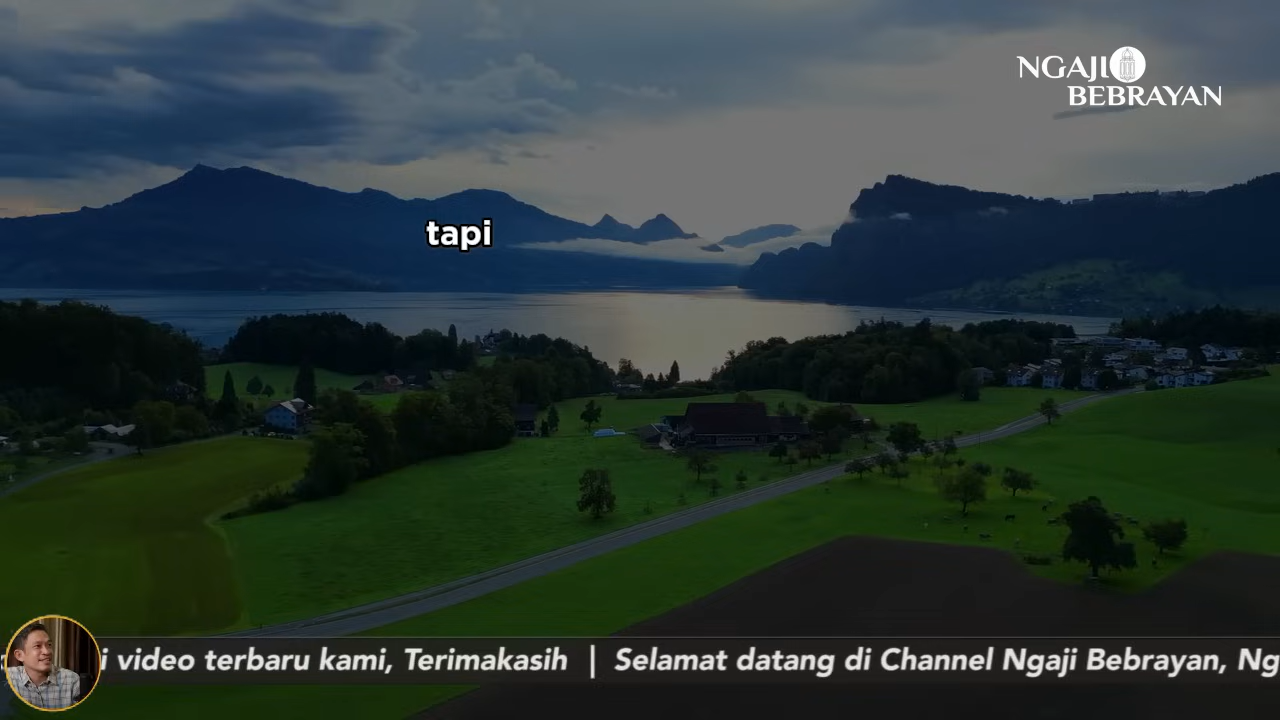 NGAJI
BEBRAYAN
tapi
i video terbaru kami, Terimakasih | Selamat datang di Channel Ngaji Bebrayan, Ng